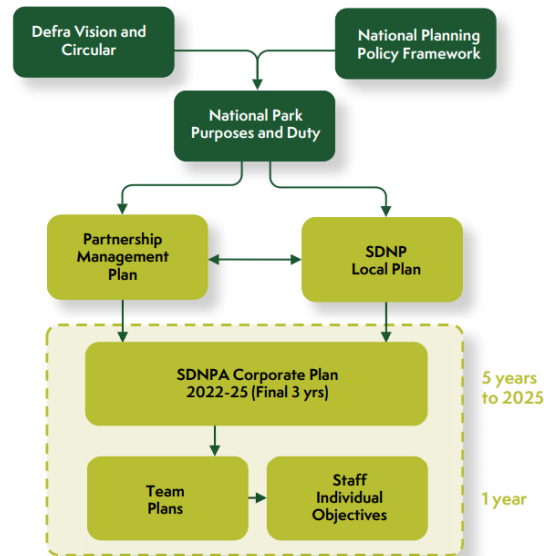 Defra Vision and
Circular
National Planning
Policy Framework
National Park
Purposes and Duty
Partnership
Management
Plan
SDNP
Local Plan
SDNPA Corporate Plan
2022-25 (Final 3 yrs)
5 years
to 2025
Team
Plans
Staff
Individual
Objectives
1 year